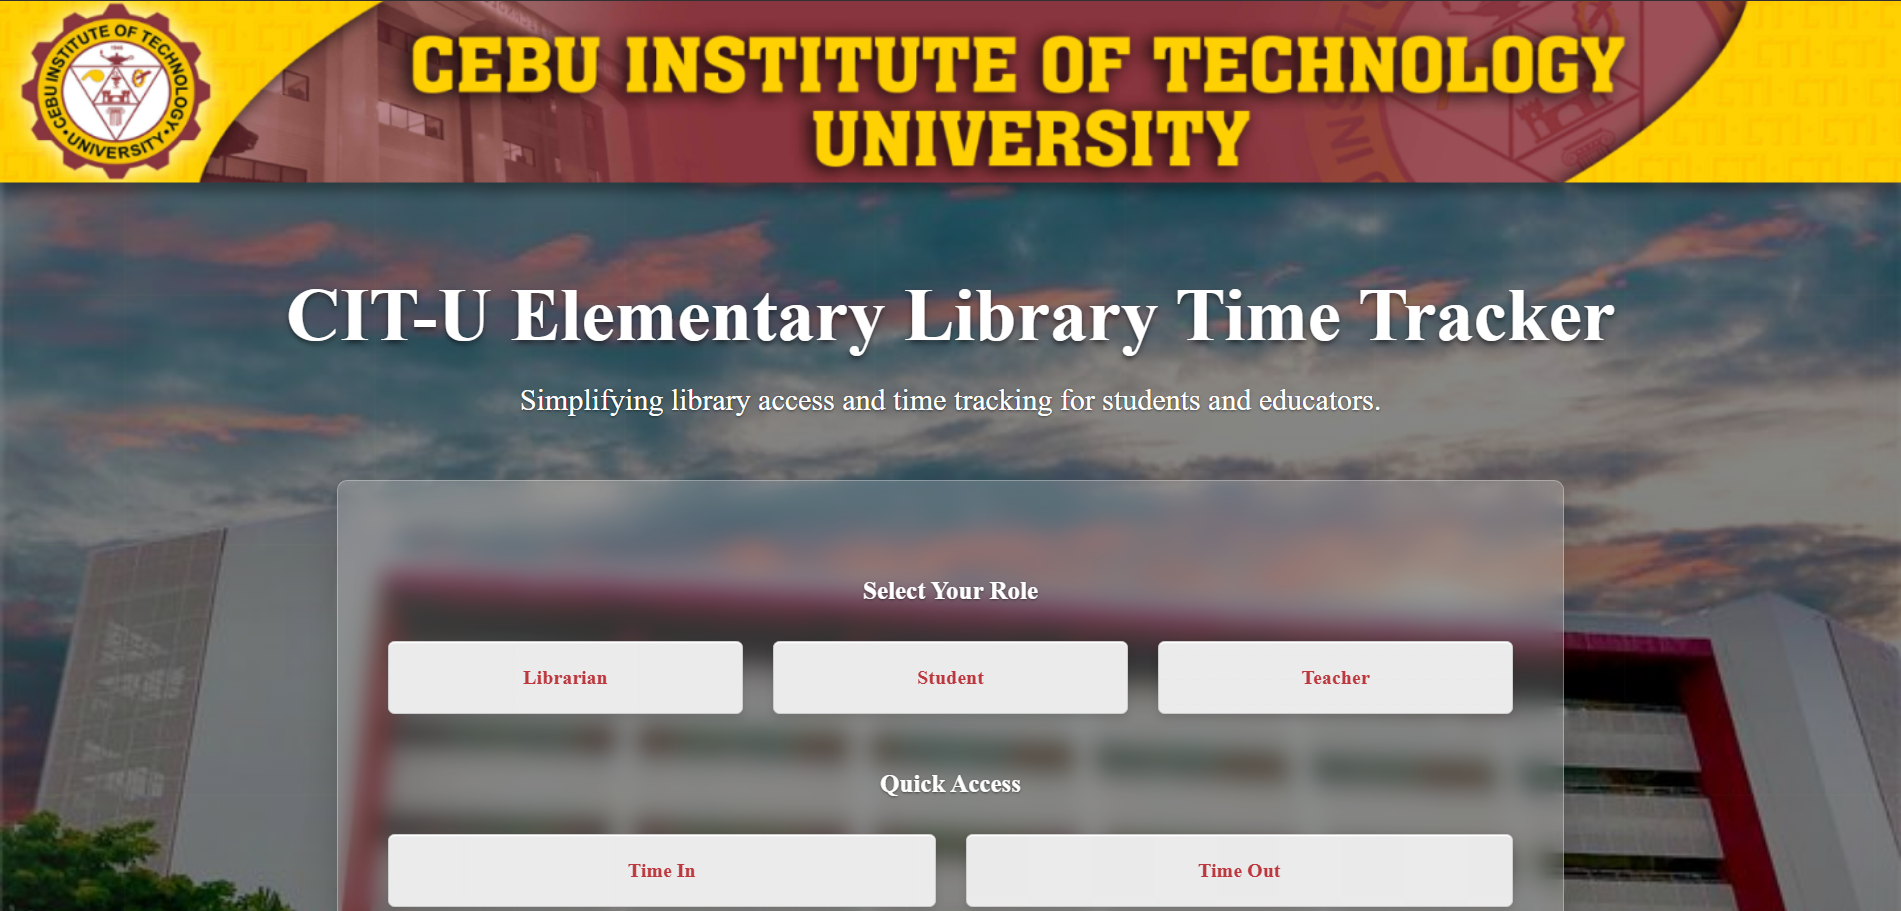 CEBU INSTITUTE OF TECHNOLOGY
UNIVERSITY
CEBU INSTITUTE OF TECHNOLOGY
UNIVERSITY
1946
CIT-U Elementary Library Time Tracker
Simplifying library access and time tracking for students and educators.
Select Your Role
Librarian
Student
Teacher
Quick Access
Time In
Time Out